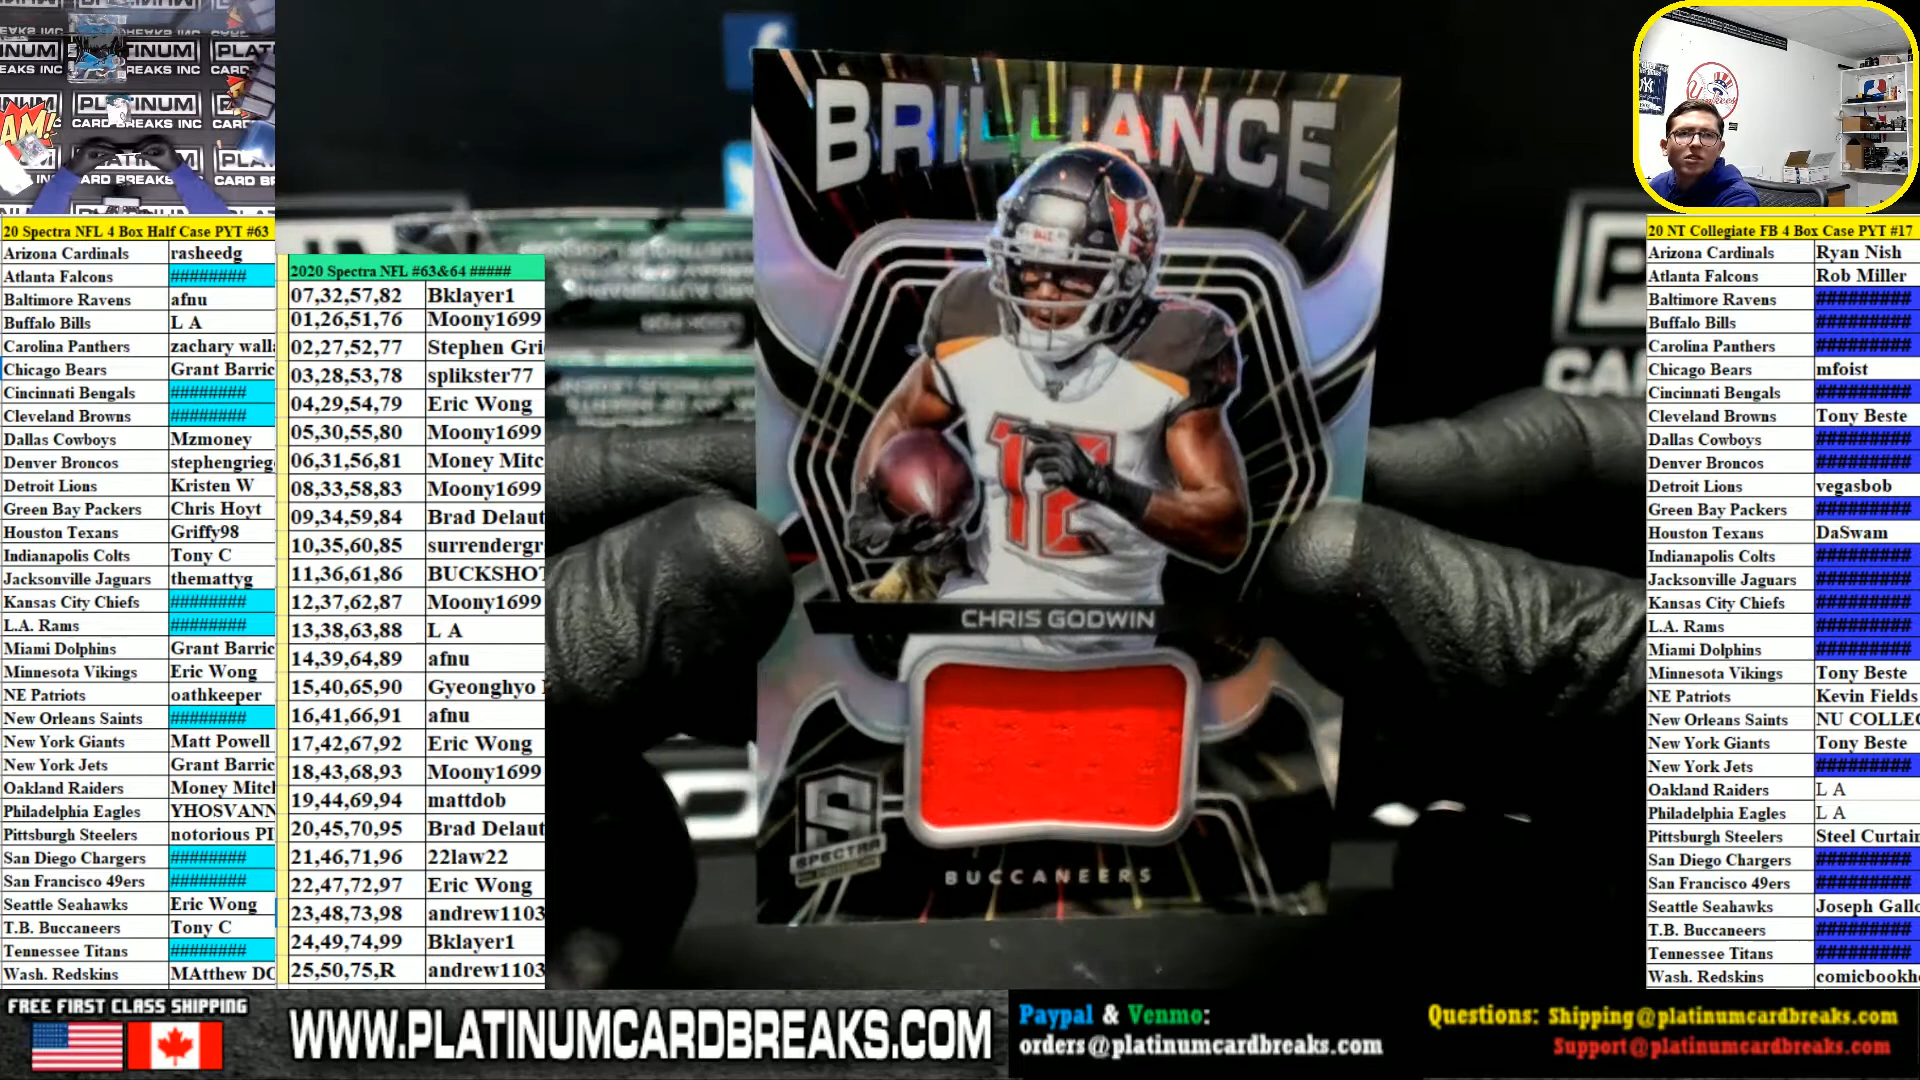 20 Spectra NFL 4 Box Half Case PYT #63
Arizona Cardinals rasheedg
Atlanta Falcons ########
Baltimore Ravens afnu
Buffalo Bills L A
Carolina Panthers zachary wall
Chicago Bears Grant Barric
Cincinnati Bengals ########
Cleveland Browns ########
Dallas Cowboys Mzmoney
Denver Broncos stephengrieg
Detroit Lions Kristen W
Green Bay Packers Chris Hoyt
Houston Texans Griffy98
Indianapolis Colts Tony C
Jacksonville Jaguars themattyg
Kansas City Chiefs ########
L.A. Rams ########
Miami Dolphins Grant Barric
Minnesota Vikings Eric Wong
NE Patriots oathkeeper
New Orleans Saints ########
New York Giants Matt Powell
New York Jets Grant Barric
Oakland Raiders Money Mitcl
Philadelphia Eagles YHOSVANN
Pittsburgh Steelers notorious PI
San Diego Chargers ########
San Francisco 49ers ########
Seattle Seahawks Eric Wong
T.B. Buccaneers Tony C
Tennessee Titans ########
Wash. Redskins MAtthew DC
2020 Spectra NFL #63&64 #####
07,32,57,82 Bklayer1
01,26,51,76 Moony1699
02,27,52,77 Stephen Gri
03,28,53,78 splikster77
04,29,54,79 Eric Wong
05,30,55,80 Moony1699
06,31,56,81 Money Mitc
08,33,58,83 Moony1699
09,34,59,84 Brad Delaut
10,35,60,85 surrendergr
11,36,61,86 BUCKSHOT
12,37,62,87 Moony1699
13,38,63,88 L A
14,39,64,89 afnu
15,40,65,90 Gyeonghyo
16,41,66,91 afnu
17,42,67,92 Eric Wong
18,43,68,93 Moony1699
19,44,69,94 mattdob
20,45,70,95 Brad Delaut
21,46,71,96 22law22
22,47,72,97 Eric Wong
23,48,73,98 andrew1103
24,49,74,99 Bklayer1
25,50,75,R andrew1103
BRILLIANCE
12
CHRIS GODWIN
SPECTRA
BUCCANEERS
20 NT Collegiate FB 4 Box Case PYT #17
Arizona Cardinals Ryan Nish
Atlanta Falcons Rob Miller
Baltimore Ravens #########
Buffalo Bills #########
Carolina Panthers #########
Chicago Bears mfoist
Cincinnati Bengals #########
Cleveland Browns Tony Beste
Dallas Cowboys #########
Denver Broncos #########
Detroit Lions vegasbob
Green Bay Packers #########
Houston Texans DaSwam
Indianapolis Colts #########
Jacksonville Jaguars #########
Kansas City Chiefs #########
L.A. Rams #########
Miami Dolphins #########
Minnesota Vikings Tony Beste
NE Patriots Kevin Fields
New Orleans Saints NU COLLEC
New York Giants Tony Beste
New York Jets #########
Oakland Raiders L A
Philadelphia Eagles L A
Pittsburgh Steelers Steel Curtain
San Diego Chargers #########
San Francisco 49ers #########
Seattle Seahawks Joseph Gallo
T.B. Buccaneers #########
Tennessee Titans #########
Wash. Redskins comicbookh
FREE FIRST CLASS SHIPPING
WWW.PLATINUMCARDBREAKS.COM
Paypal & Venmo:
orders@platinumcardbreaks.com
Questions: Shipping@platinumcardbreaks.com
Support@platinumcardbreaks.com